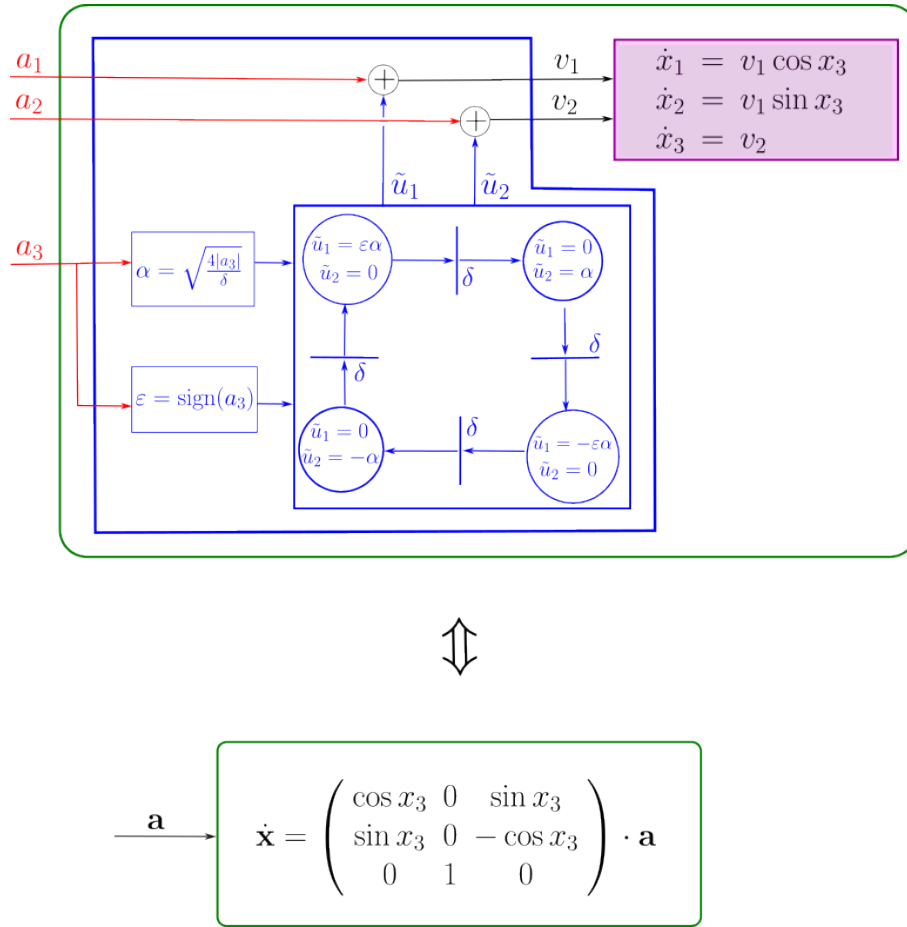 a₁
v₁
ẋ₁ = v₁ cos x₃
a₂
v₂
ẋ₂ = v₁ sin x₃
ẋ₃ = v₂
+
+
ũ₁
ũ₂
a₃
α = √(4|a₃|/δ)
ũ₁ = εα
ũ₂ = 0
δ
ũ₁ = 0
ũ₂ = α
δ
δ
ε = sign(a₃)
ũ₁ = 0
ũ₂ = −α
δ
ũ₁ = −εα
ũ₂ = 0
⇕
a
ẋ = ( cos x₃ 0 sin x₃
sin x₃ 0 − cos x₃
0 1 0 ) · a